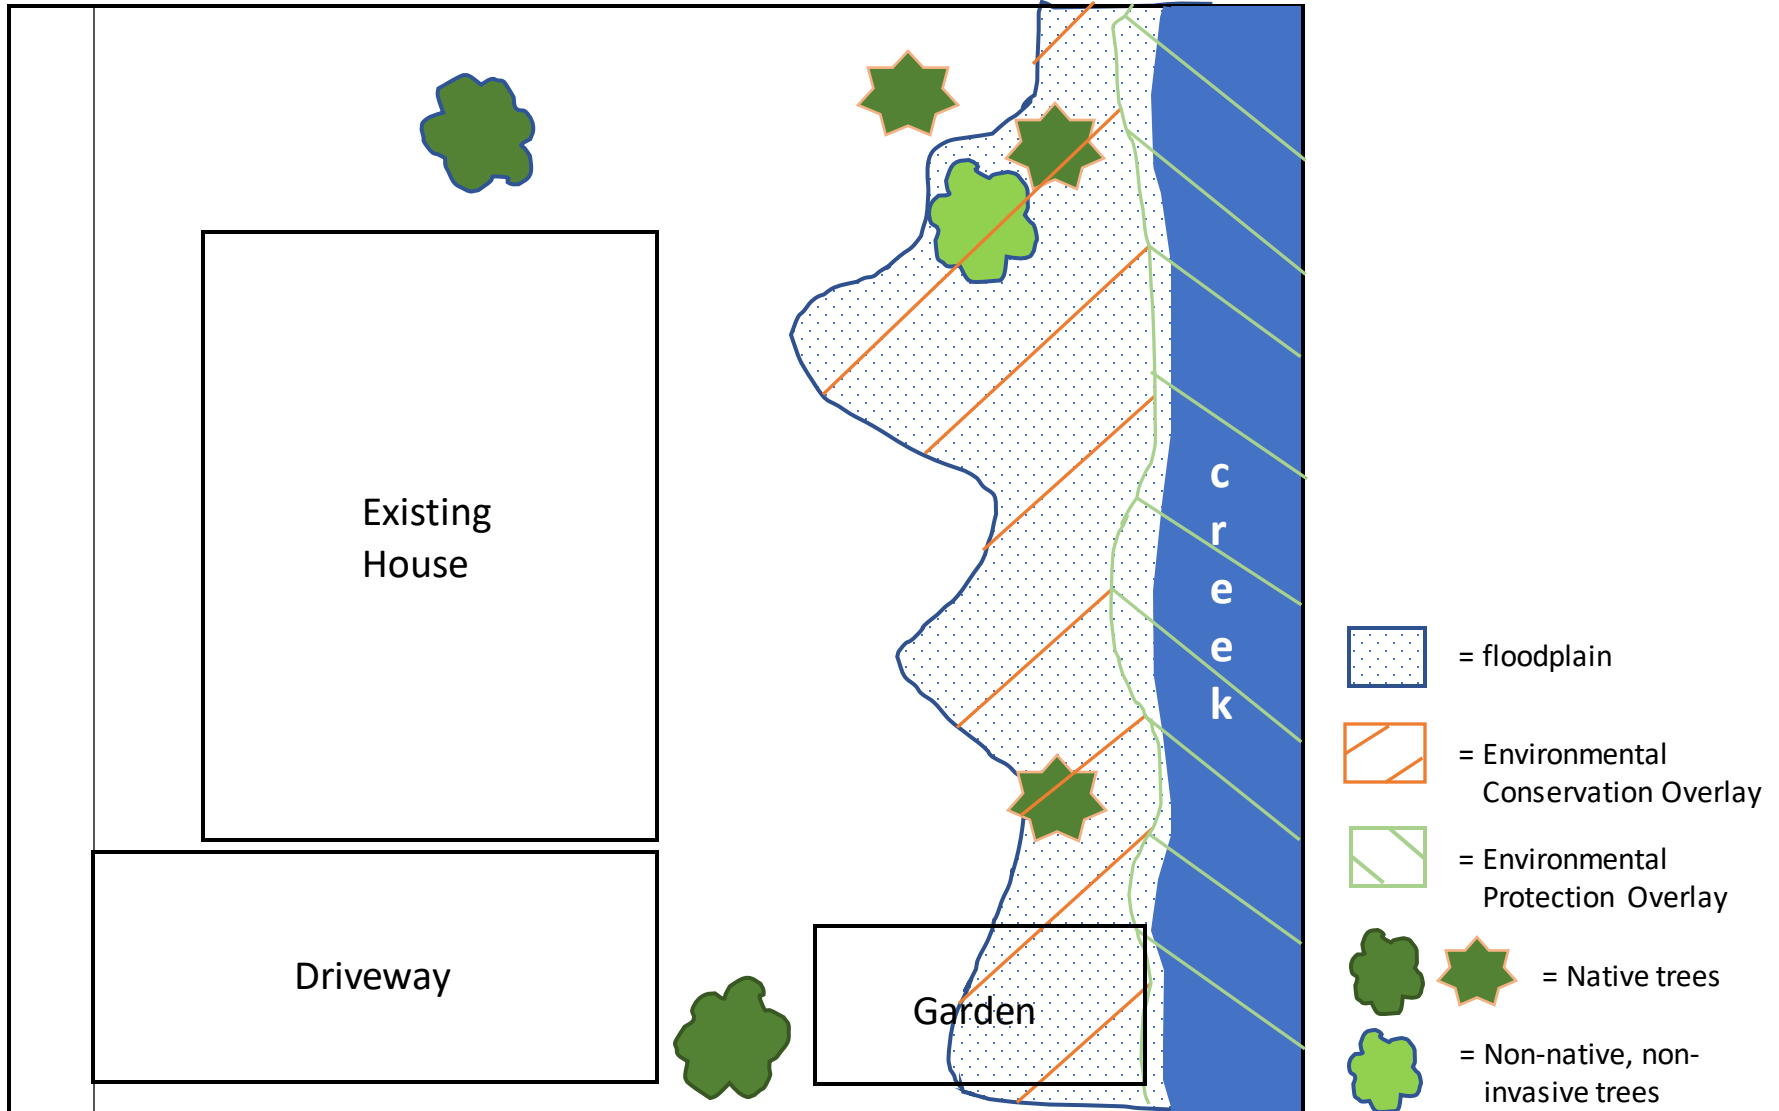 Existing
House
Driveway
Garden
c
r
e
e
k
= floodplain
= Environmental
Conservation Overlay
= Environmental
Protection Overlay
= Native trees
= Non-native, non-
invasive trees